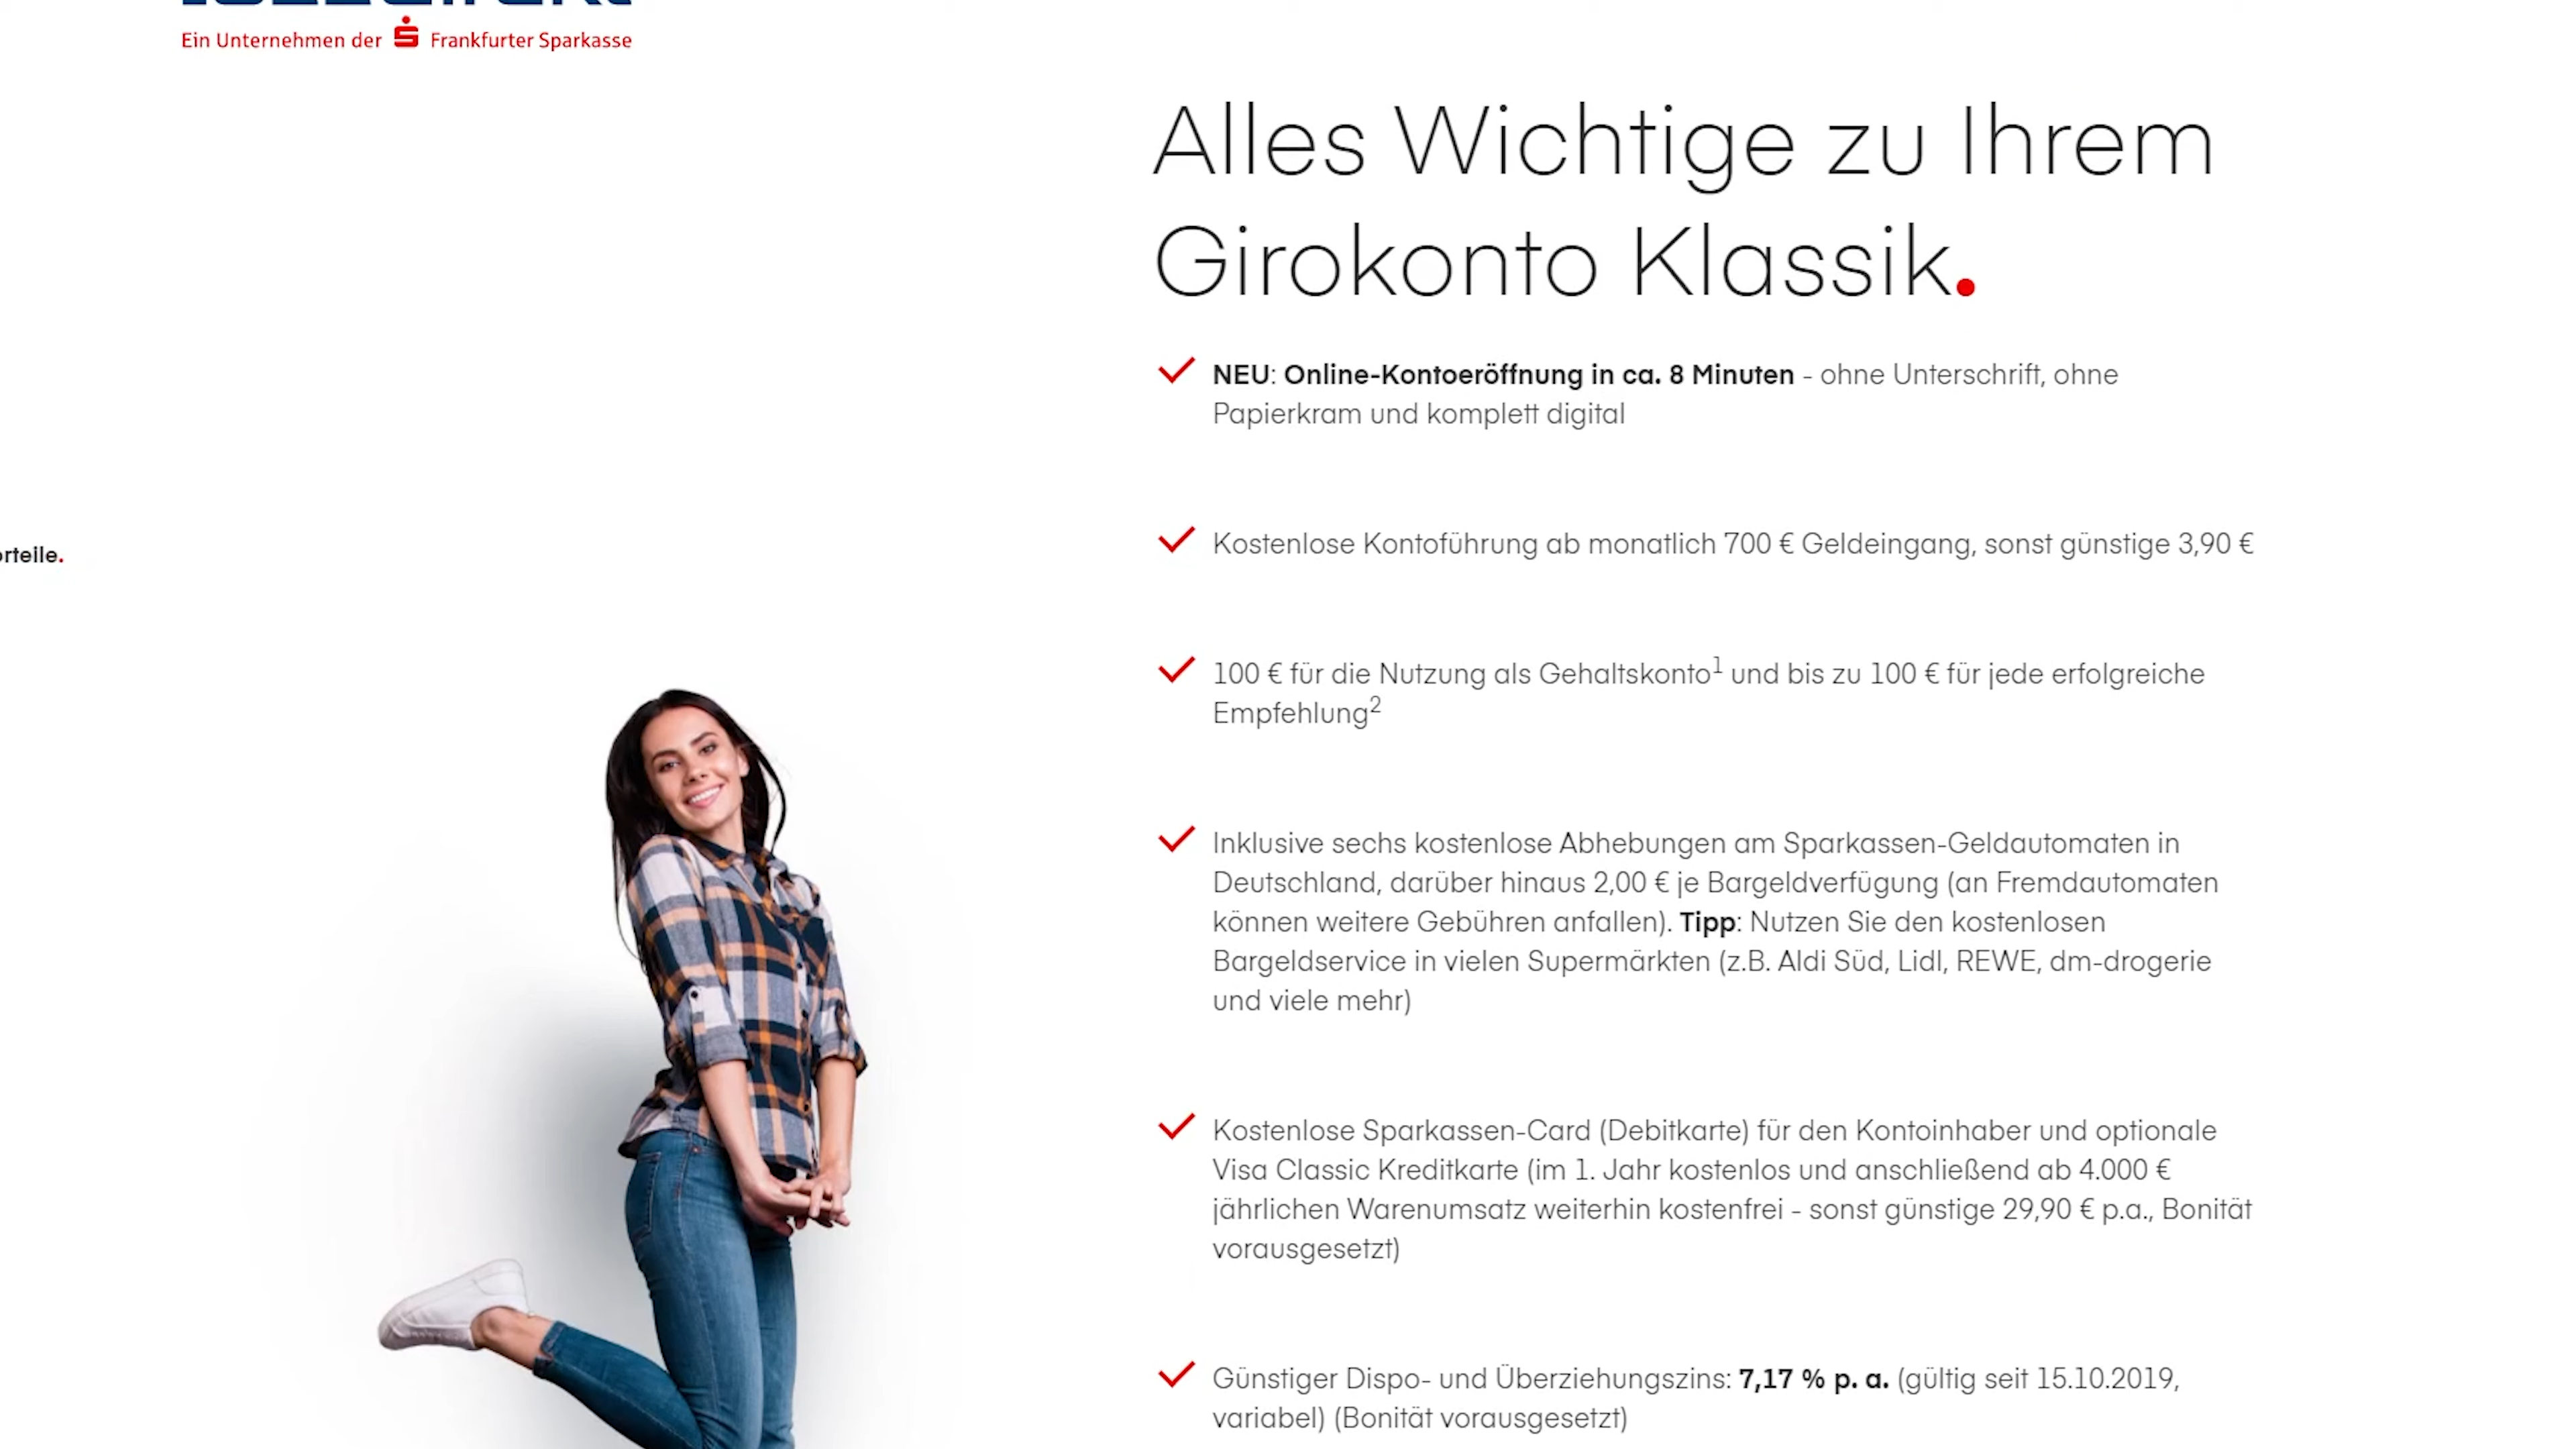 Ein Unternehmen der Frankfurter Sparkasse
Alles Wichtige zu Ihrem
Girokonto Klassik.
NEU: Online-Kontoeröffnung in ca. 8 Minuten - ohne Unterschrift, ohne
Papierkram und komplett digital
Kostenlose Kontoführung ab monatlich 700 € Geldeingang, sonst günstige 3,90 €
100 € für die Nutzung als Gehaltskonto¹ und bis zu 100 € für jede erfolgreiche
Empfehlung²
Inklusive sechs kostenlose Abhebungen am Sparkassen-Geldautomaten in
Deutschland, darüber hinaus 2,00 € je Bargeldverfügung (an Fremdautomaten
können weitere Gebühren anfallen). Tipp: Nutzen Sie den kostenlosen
Bargeldservice in vielen Supermärkten (z.B. Aldi Süd, Lidl, REWE, dm-drogerie
und viele mehr)
Kostenlose Sparkassen-Card (Debitkarte) für den Kontoinhaber und optionale
Visa Classic Kreditkarte (im 1. Jahr kostenlos und anschließend ab 4.000 €
jährlichen Warenumsatz weiterhin kostenfrei - sonst günstige 29,90 € p.a., Bonität
vorausgesetzt)
Günstiger Dispo- und Überziehungszins: 7,17 % p. a. (gültig seit 15.10.2019,
variabel) (Bonität vorausgesetzt)